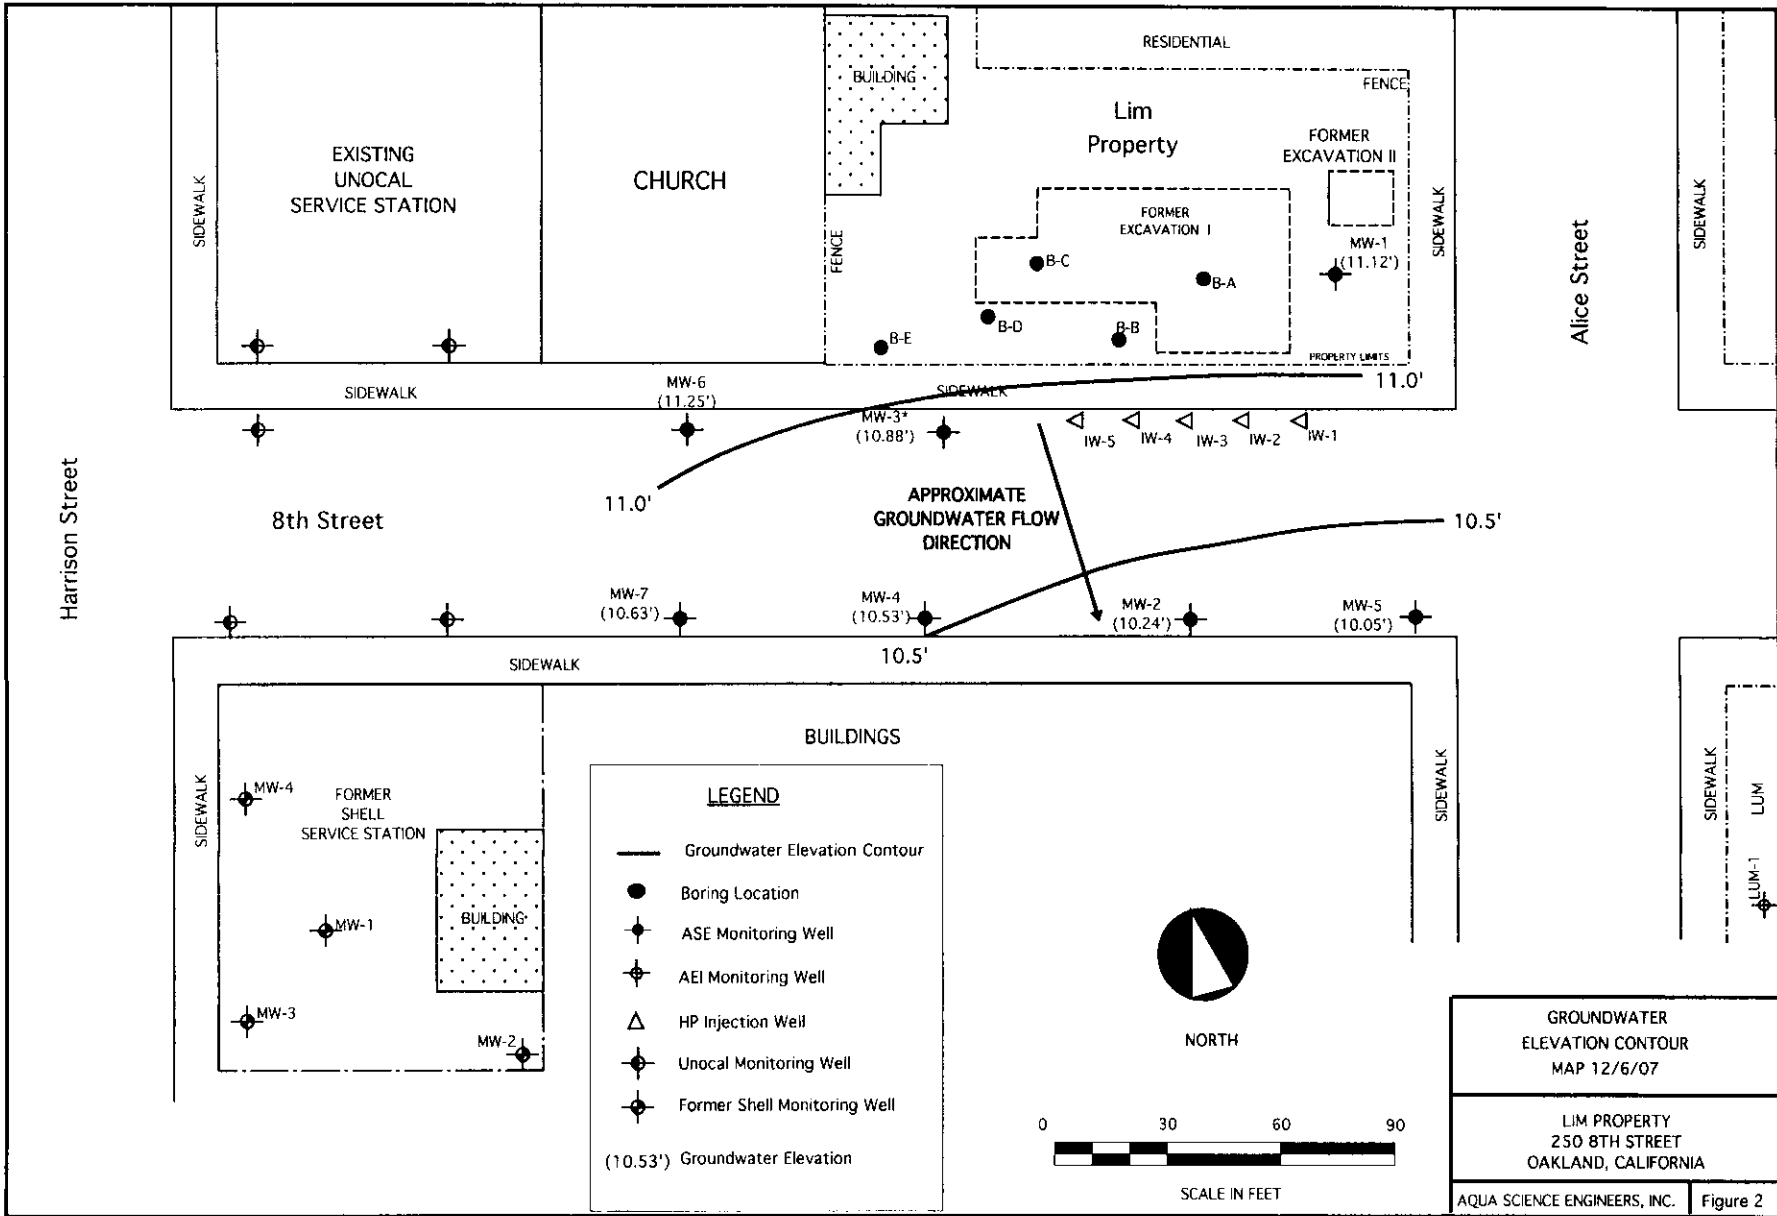 RESIDENTIAL
BUILDING
FENCE
Lim
Property
FORMER
EXCAVATION II
EXISTING
UNOCAL
SERVICE STATION
CHURCH
SIDEWALK
FORMER
EXCAVATION I
FENCE
SIDEWALK
SIDEWALK
MW-1
(11.12')
B-C
B-A
Alice Street
B-D
B-B
B-E
PROPERTY LIMITS
SIDEWALK
MW-6
(11.25')
SIDEWALK
11.0'
MW-3*
(10.88')
IW-5
IW-4
IW-3
IW-2
IW-1
Harrison Street
11.0'
8th Street
APPROXIMATE
GROUNDWATER FLOW
DIRECTION
10.5'
MW-7
(10.63')
MW-4
(10.53')
MW-2
(10.24')
MW-5
(10.05')
SIDEWALK
10.5'
BUILDINGS
SIDEWALK
MW-4
FORMER
SHELL
SERVICE STATION
BUILDING
MW-1
MW-3
MW-2
LEGEND
Groundwater Elevation Contour
Boring Location
ASE Monitoring Well
AEI Monitoring Well
HP Injection Well
Unocal Monitoring Well
Former Shell Monitoring Well
(10.53') Groundwater Elevation
SIDEWALK
SIDEWALK
LUM
LUM-1
NORTH
0 30 60 90
SCALE IN FEET
GROUNDWATER
ELEVATION CONTOUR
MAP 12/6/07
LIM PROPERTY
250 8TH STREET
OAKLAND, CALIFORNIA
AQUA SCIENCE ENGINEERS, INC.
Figure 2